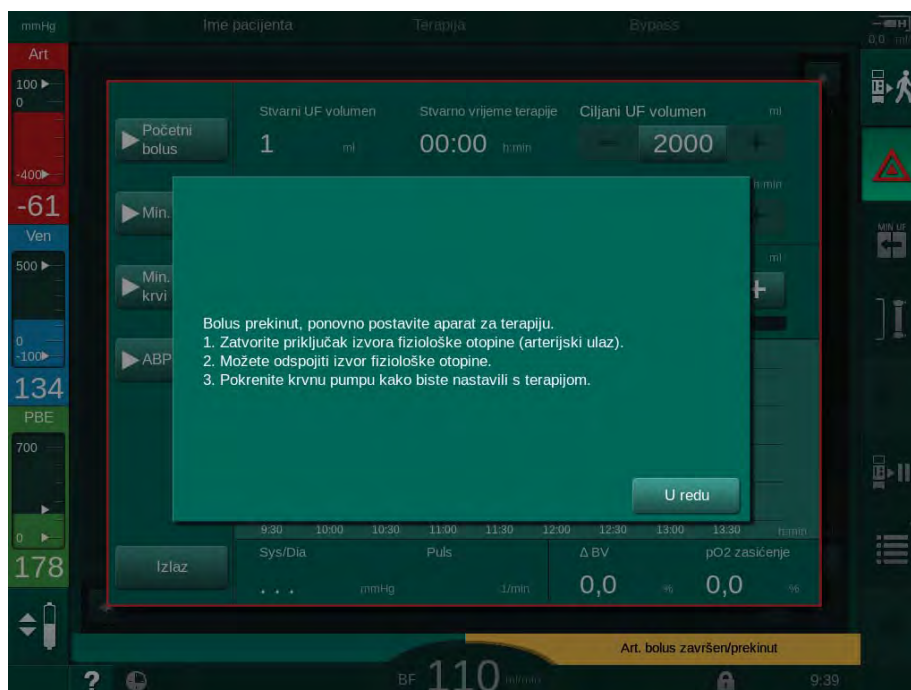 mmHg
Ime pacijenta
Terapija
Bypass
0,0 ml
Art
100
0
-400
-61
Ven
500
0
-100
134
PBE
700
0
178
Početni
bolus
Stvarni UF volumen
1 ml
Stvarno vrijeme terapije
00:00 h:min
Ciljani UF volumen ml
− 2000 +
h:min
+
Min.
ml
Min.
krvi
+
ABP
MIN UF
Bolus prekinut, ponovno postavite aparat za terapiju.
1. Zatvorite priključak izvora fiziološke otopine (arterijski ulaz).
2. Možete odspojiti izvor fiziološke otopine.
3. Pokrenite krvnu pumpu kako biste nastavili s terapijom.
U redu
9:30 10:00 10:30 11:00 11:30 12:00 12:30 13:00 13:30 h:min
Izlaz
Sys/Dia
. . . mmHg
Puls
1/min
Δ BV
0,0 %
pO2 zasićenje
0,0 %
Art. bolus završen/prekinut
?
BF 110 ml/min
9:39